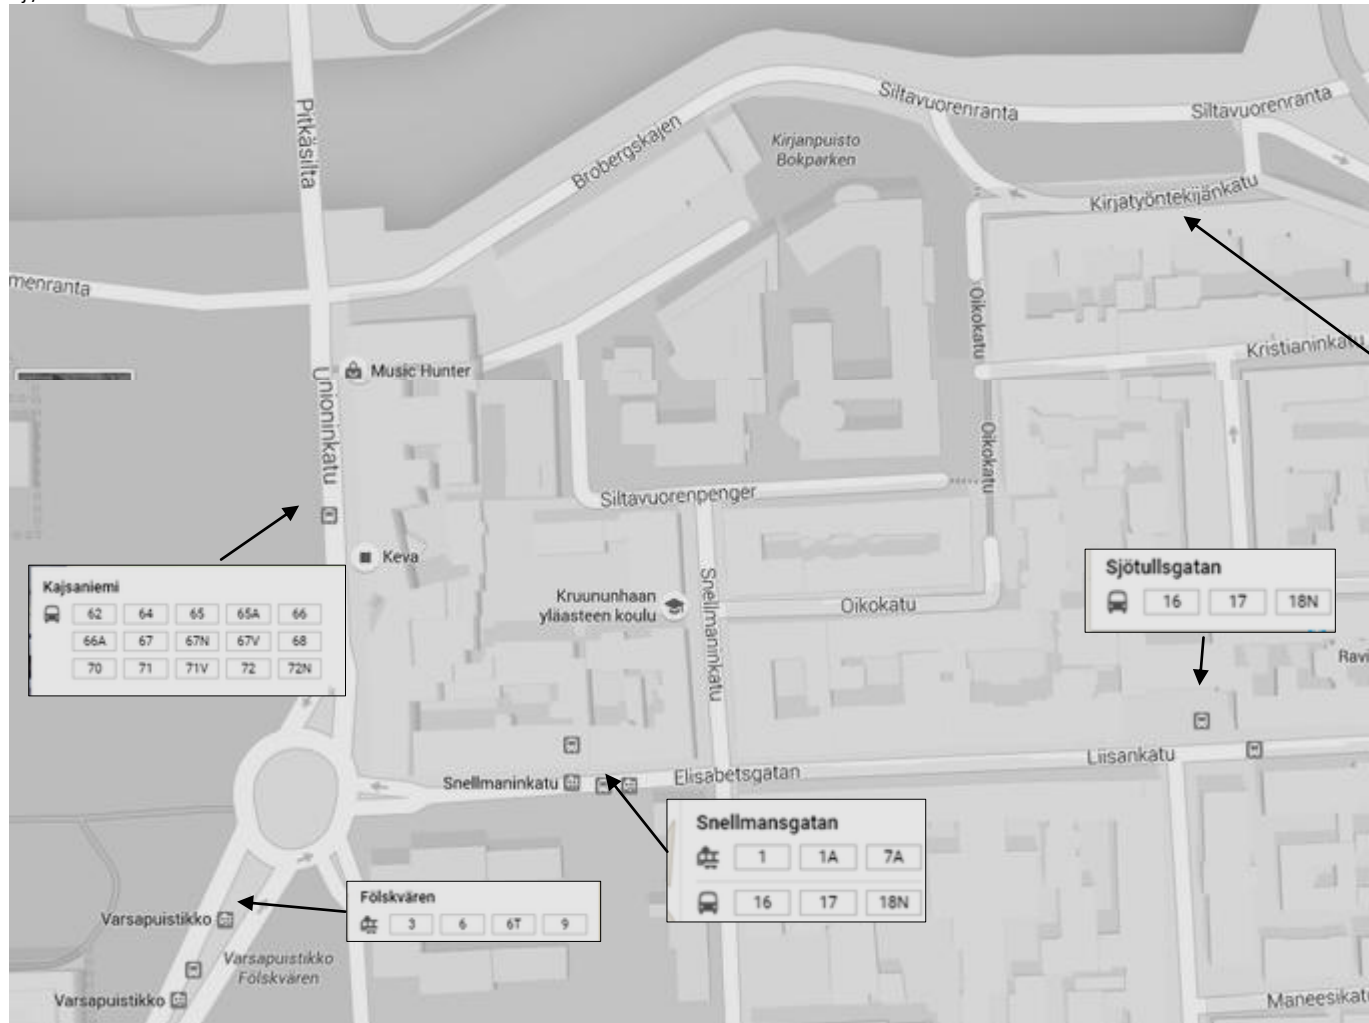 Pitkäsilta
Siltavuorenranta
Siltavuorenranta
Brobergskajen
Kirjanpuisto
Bokparken
Kirjatyöntekijänkatu
menranta
Oikokatu
Kristianinkatu
Music Hunter
Unioninkatu
Oikokatu
Siltavuorenpenger
Keva
Kajsaniemi
62 64 65 65A 66
66A 67 67N 67V 68
70 71 71V 72 72N
Kruununhaan
yläasteen koulu
Snellmaninkatu
Oikokatu
Sjötullsgatan
16 17 18N
Ravi
Liisankatu
Snellmaninkatu
Elisabetsgatan
Snellmansgatan
1 1A 7A
16 17 18N
Fölskvären
3 6 6T 9
Varsapuistikko
Varsapuistikko
Fölskvären
Varsapuistikko
Maneesikatu